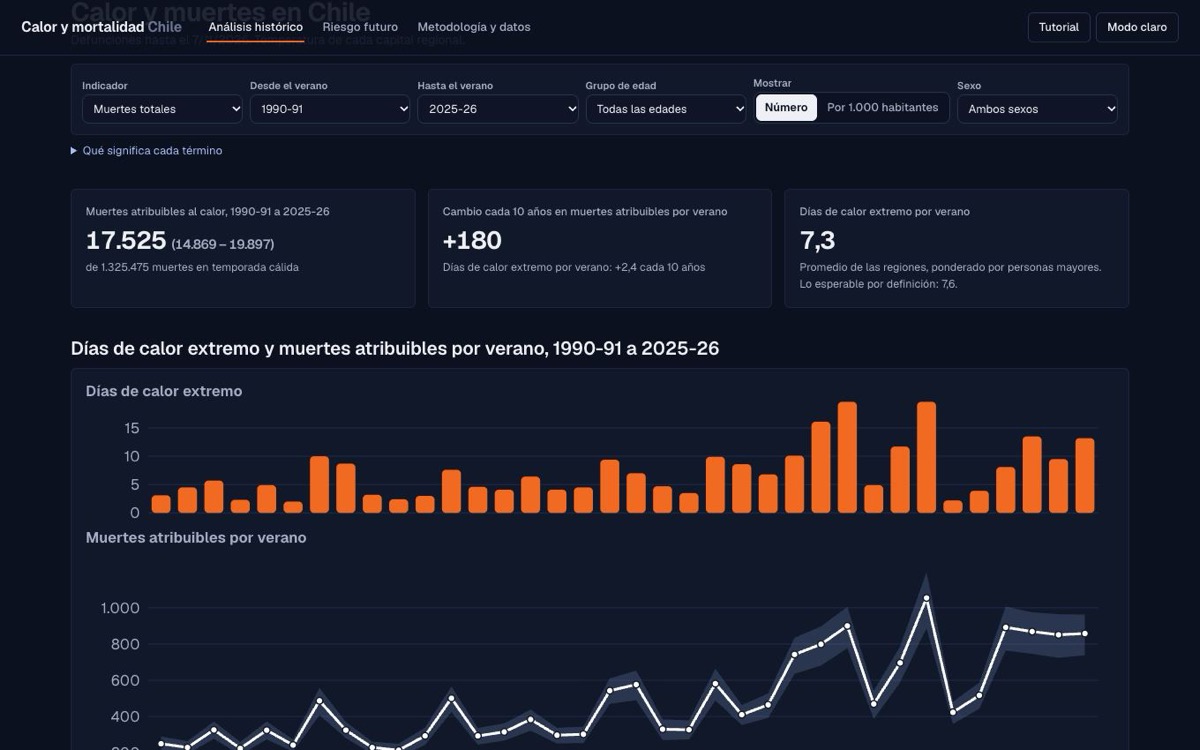 Calor y muertes en Chile
Calor y mortalidad Chile
Análisis histórico
Riesgo futuro
Metodología y datos
Tutorial
Modo claro
Indicador
Muertes totales
Desde el verano
1990-91
Hasta el verano
2025-26
Grupo de edad
Todas las edades
Mostrar
Número
Por 1.000 habitantes
Sexo
Ambos sexos
Qué significa cada término
Muertes atribuibles al calor, 1990-91 a 2025-26
17.525 (14.869 – 19.897)
de 1.325.475 muertes en temporada cálida
Cambio cada 10 años en muertes atribuibles por verano
+180
Días de calor extremo por verano: +2,4 cada 10 años
Días de calor extremo por verano
7,3
Promedio de las regiones, ponderado por personas mayores.
Lo esperable por definición: 7,6.
Días de calor extremo y muertes atribuibles por verano, 1990-91 a 2025-26
Días de calor extremo
15
10
5
0
Muertes atribuibles por verano
1.000
800
600
400
200